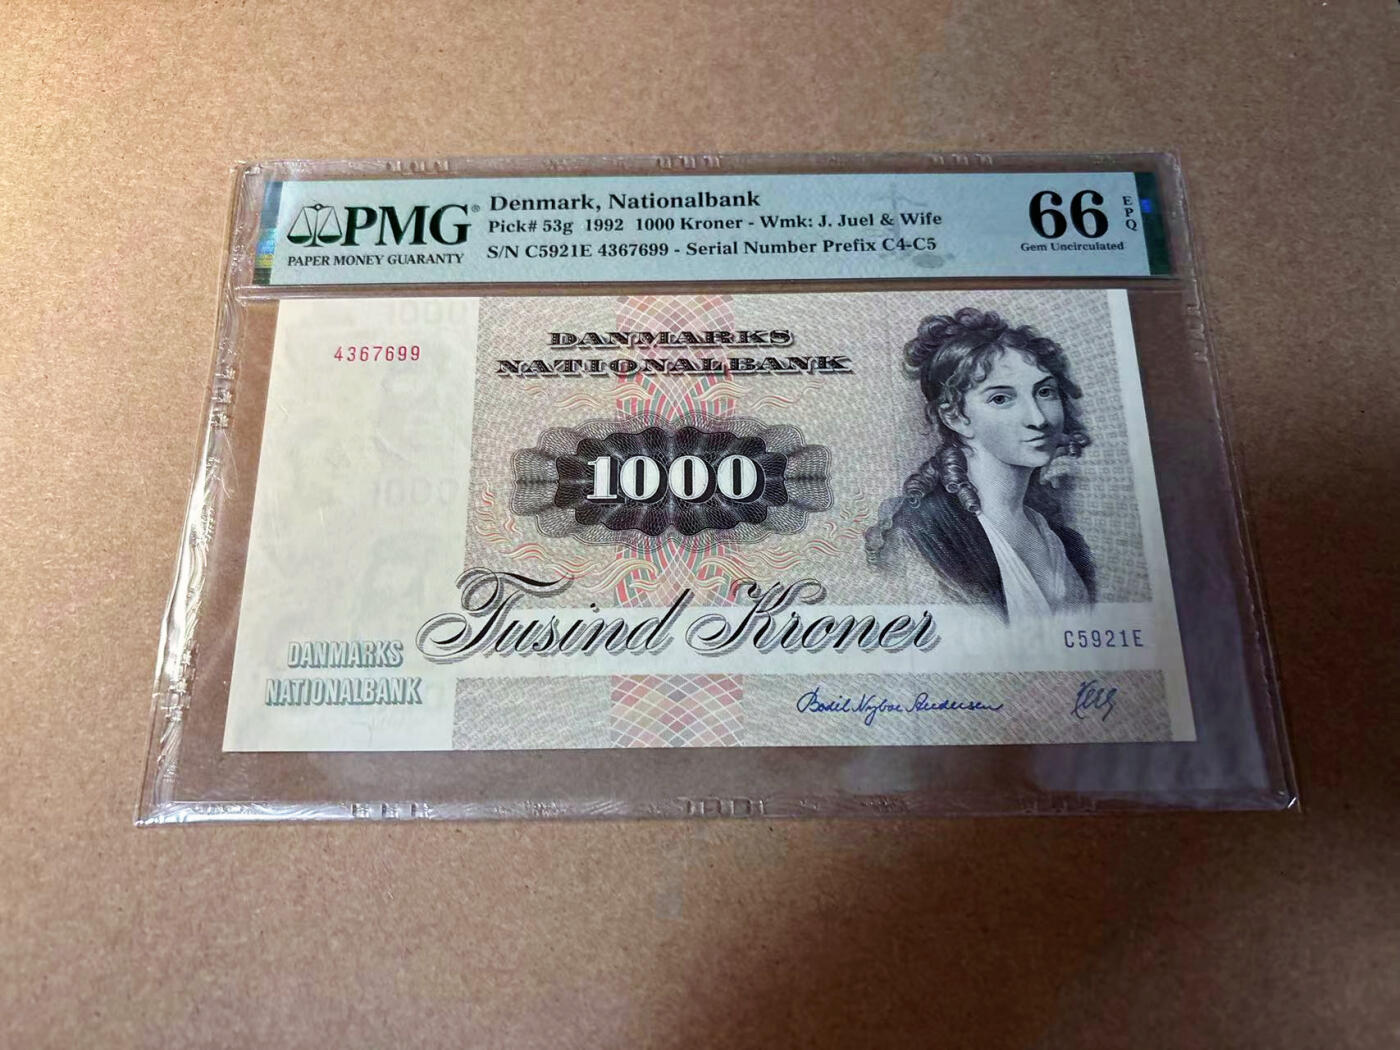 PMG®
PAPER MONEY GUARANTY
Denmark, Nationalbank
Pick# 53g 1992 1000 Kroner - Wmk: J. Juel & Wife
S/N C5921E 4367699 - Serial Number Prefix C4-C5
66
EPQ
Gem Uncirculated
4367699
DANMARKS
NATIONALBANK
1000
Tusind Kroner
C5921E
DANMARKS
NATIONALBANK
Bodil Nyboe Andersen